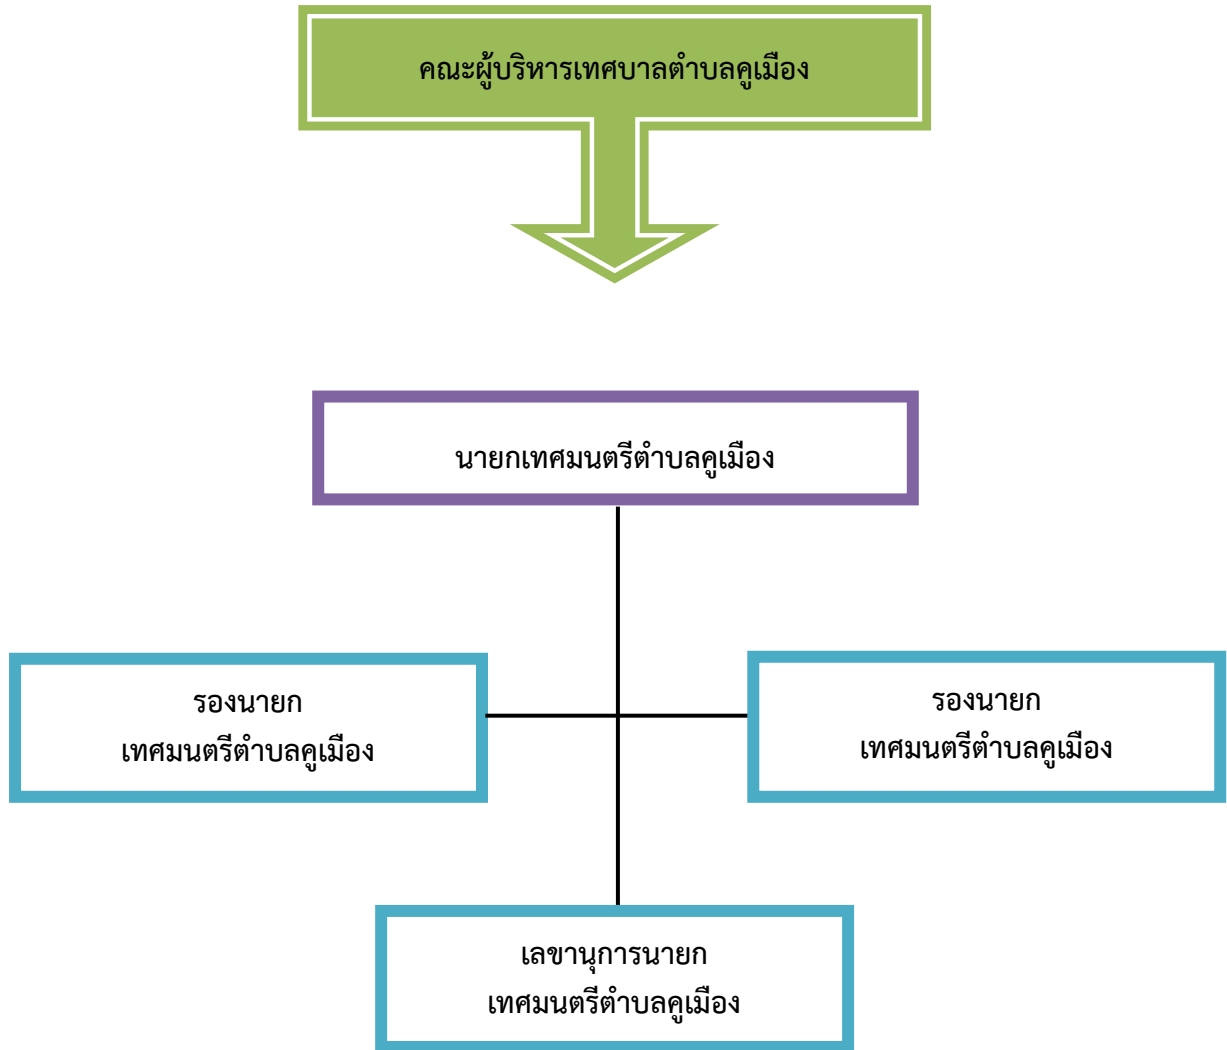 คณะผู้บริหารเทศบาลตำบลคูเมือง
นายกเทศมนตรีตำบลคูเมือง
รองนายก
เทศมนตรีตำบลคูเมือง
รองนายก
เทศมนตรีตำบลคูเมือง
เลขานุการนายก
เทศมนตรีตำบลคูเมือง